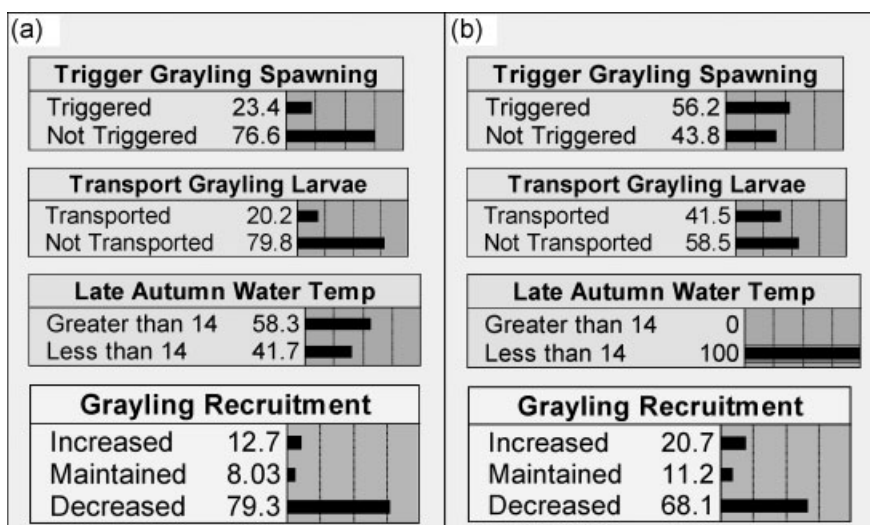 (a)
Trigger Grayling Spawning
Triggered 23.4
Not Triggered 76.6
Transport Grayling Larvae
Transported 20.2
Not Transported 79.8
Late Autumn Water Temp
Greater than 14 58.3
Less than 14 41.7
Grayling Recruitment
Increased 12.7
Maintained 8.03
Decreased 79.3
(b)
Trigger Grayling Spawning
Triggered 56.2
Not Triggered 43.8
Transport Grayling Larvae
Transported 41.5
Not Transported 58.5
Late Autumn Water Temp
Greater than 14 0
Less than 14 100
Grayling Recruitment
Increased 20.7
Maintained 11.2
Decreased 68.1